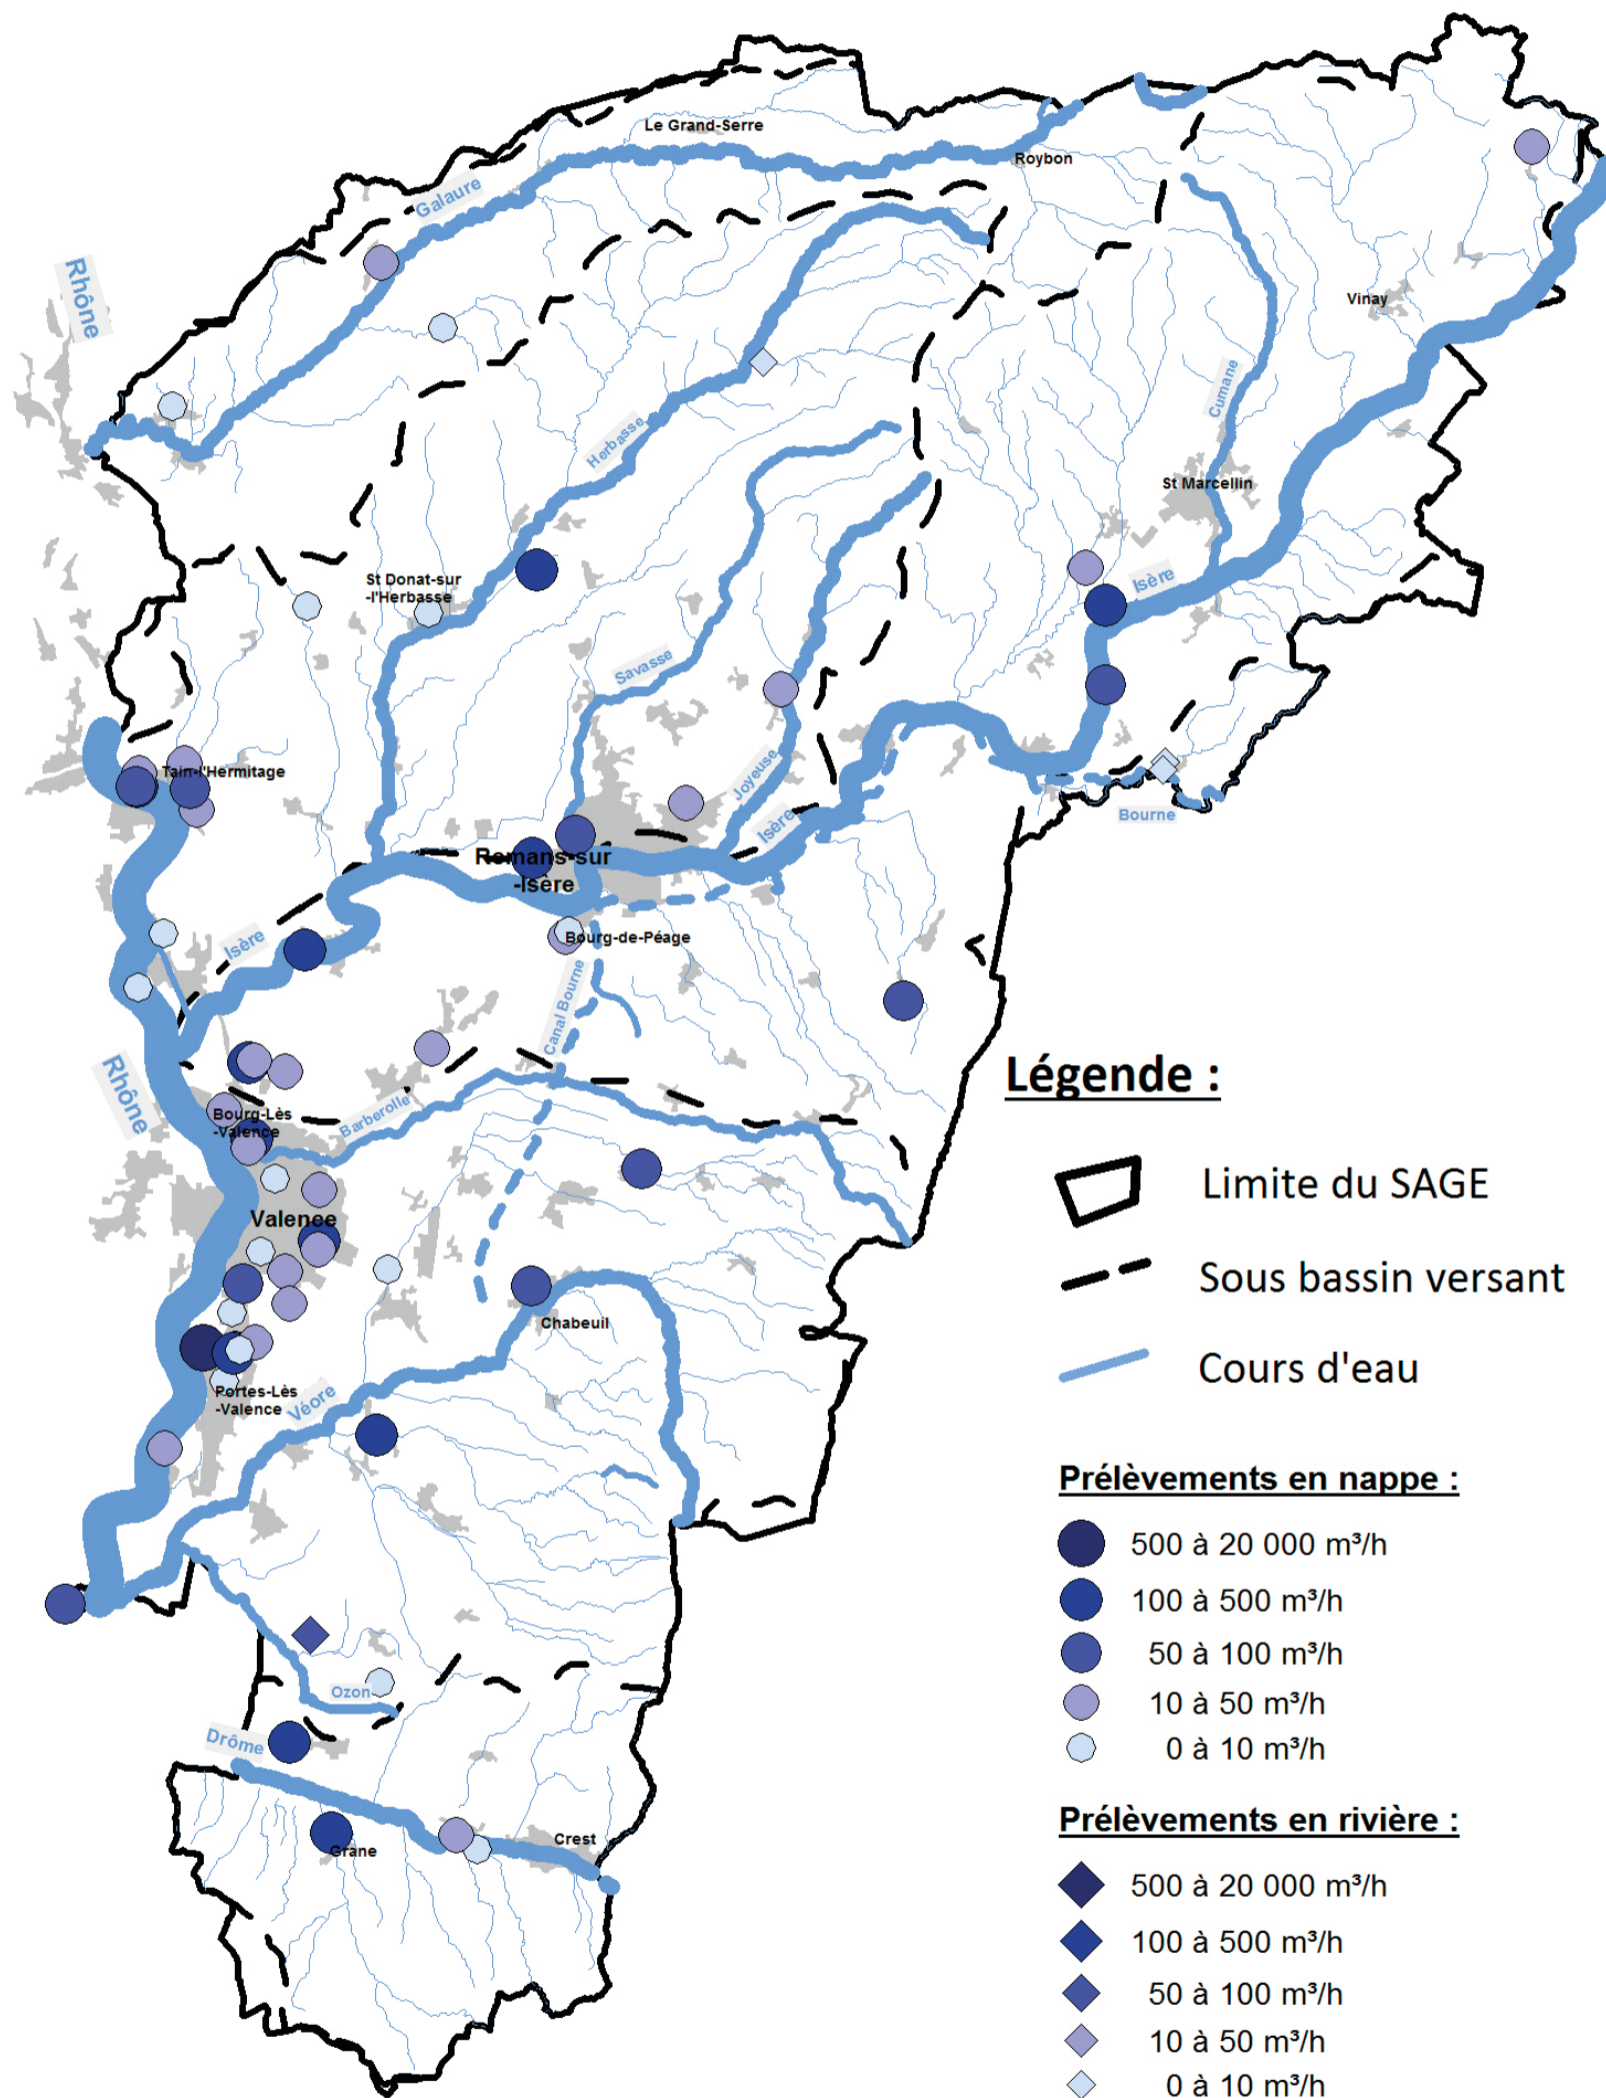 Le Grand-Serre
Roybon
Galaure
Rhône
Vinay
Cumane
Herbasse
St Marcellin
St Donat-sur
-l'Herbasse
Isère
Savasse
Tain-l'Hermitage
Joyeuse
Isère
Bourne
Romans-sur
-Isère
Bourg-de-Péage
Isère
Canal Bourne
Rhône
Bourg-Lès
-Valence
Barberolle
Valence
Chabeuil
Portes-Lès
-Valence
Véore
Ozon
Drôme
Crest
Grane
Légende :
Limite du SAGE
Sous bassin versant
Cours d'eau
Prélèvements en nappe :
500 à 20 000 m³/h
100 à 500 m³/h
50 à 100 m³/h
10 à 50 m³/h
0 à 10 m³/h
Prélèvements en rivière :
500 à 20 000 m³/h
100 à 500 m³/h
50 à 100 m³/h
10 à 50 m³/h
0 à 10 m³/h